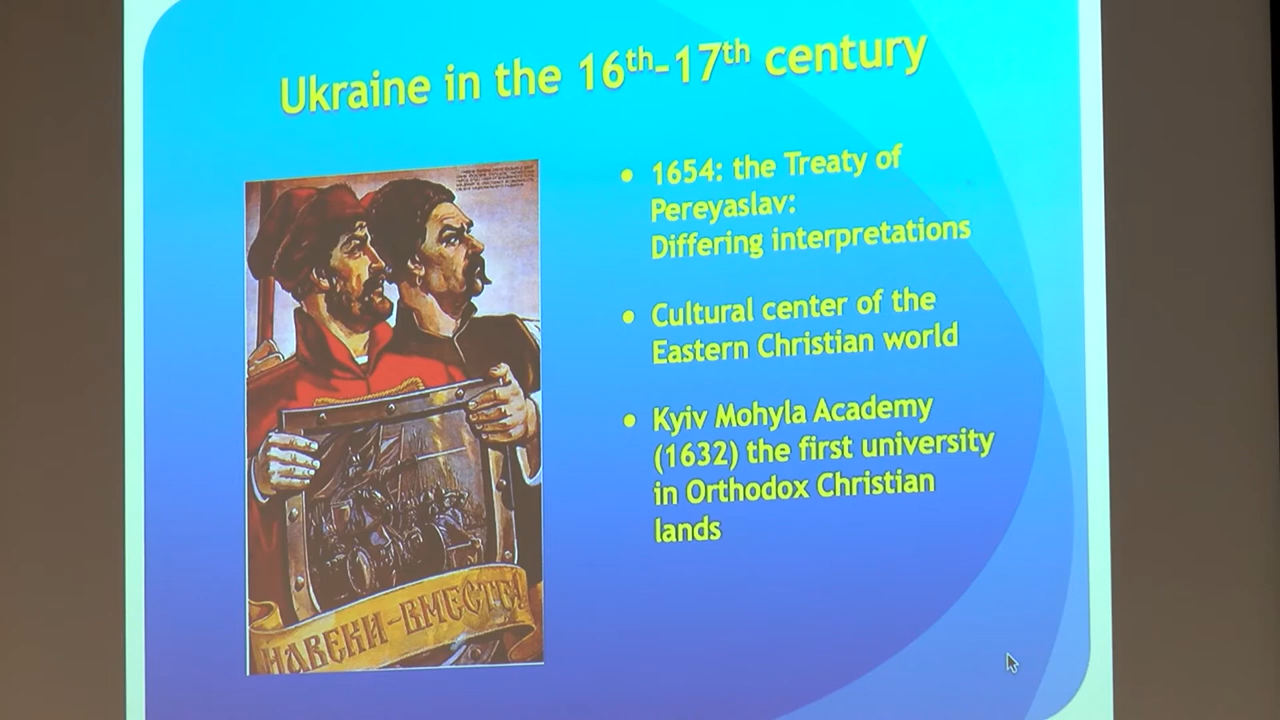 Ukraine in the 16th-17th century
• 1654: the Treaty of
Pereyaslav:
Differing interpretations
• Cultural center of the
Eastern Christian world
• Kyiv Mohyla Academy
(1632) the first university
in Orthodox Christian
lands
НАВЕКИ-ВМЕСТЕ!